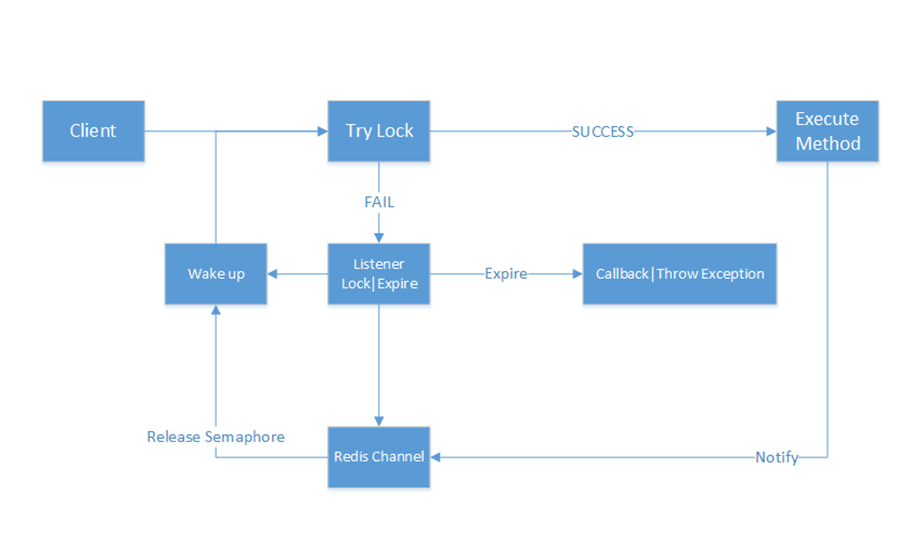 Client
Try Lock
SUCCESS
Execute
Method
FAIL
Wake up
Listener
Lock|Expire
Expire
Callback|Throw Exception
Release Semaphore
Redis Channel
Notify